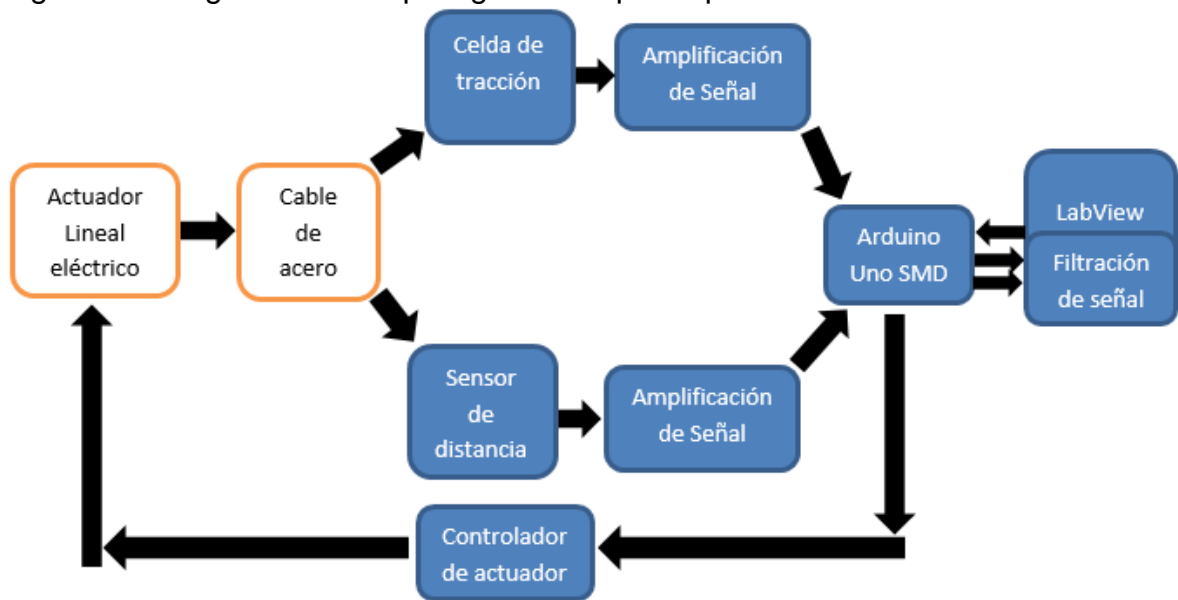 Celda de
tracción
Amplificación
de Señal
Actuador
Lineal
eléctrico
Cable
de
acero
Arduino
Uno SMD
LabView
Filtración
de señal
Sensor
de
distancia
Amplificación
de Señal
Controlador
de actuador